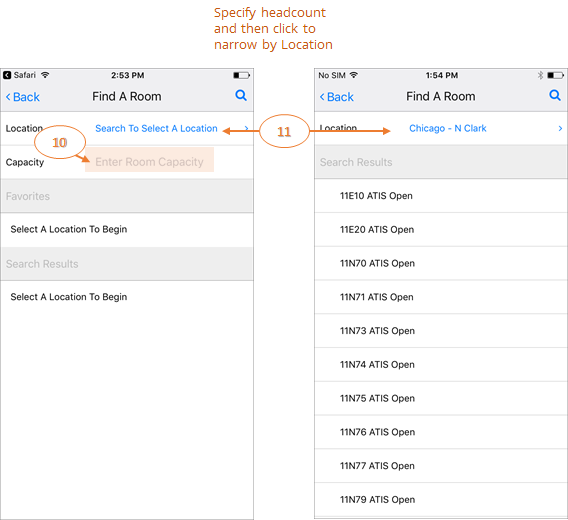 Specify headcount
and then click to
narrow by Location
Safari 2:53 PM
Back Find A Room
Location Search To Select A Location
10
Capacity Enter Room Capacity
Favorites
Select A Location To Begin
Search Results
Select A Location To Begin
11
No SIM 1:54 PM
Back Find A Room
Location Chicago - N Clark
Search Results
11E10 ATIS Open
11E20 ATIS Open
11N70 ATIS Open
11N71 ATIS Open
11N73 ATIS Open
11N74 ATIS Open
11N75 ATIS Open
11N76 ATIS Open
11N77 ATIS Open
11N79 ATIS Open